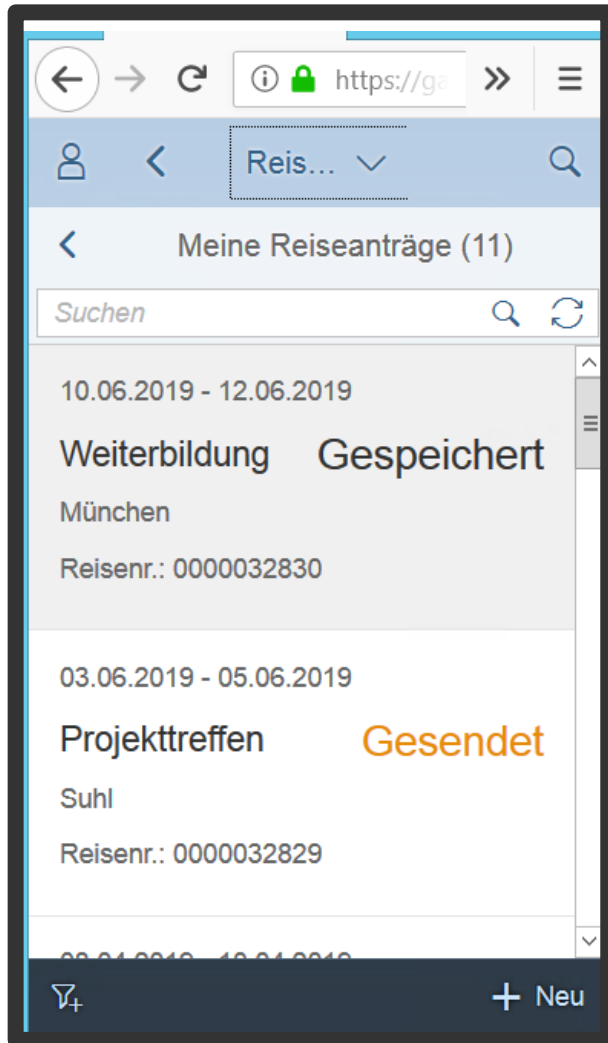 https://ga
Reis...
Meine Reiseanträge (11)
Suchen
10.06.2019 - 12.06.2019
Weiterbildung Gespeichert
München
Reisenr.: 0000032830
03.06.2019 - 05.06.2019
Projekttreffen Gesendet
Suhl
Reisenr.: 0000032829
Neu